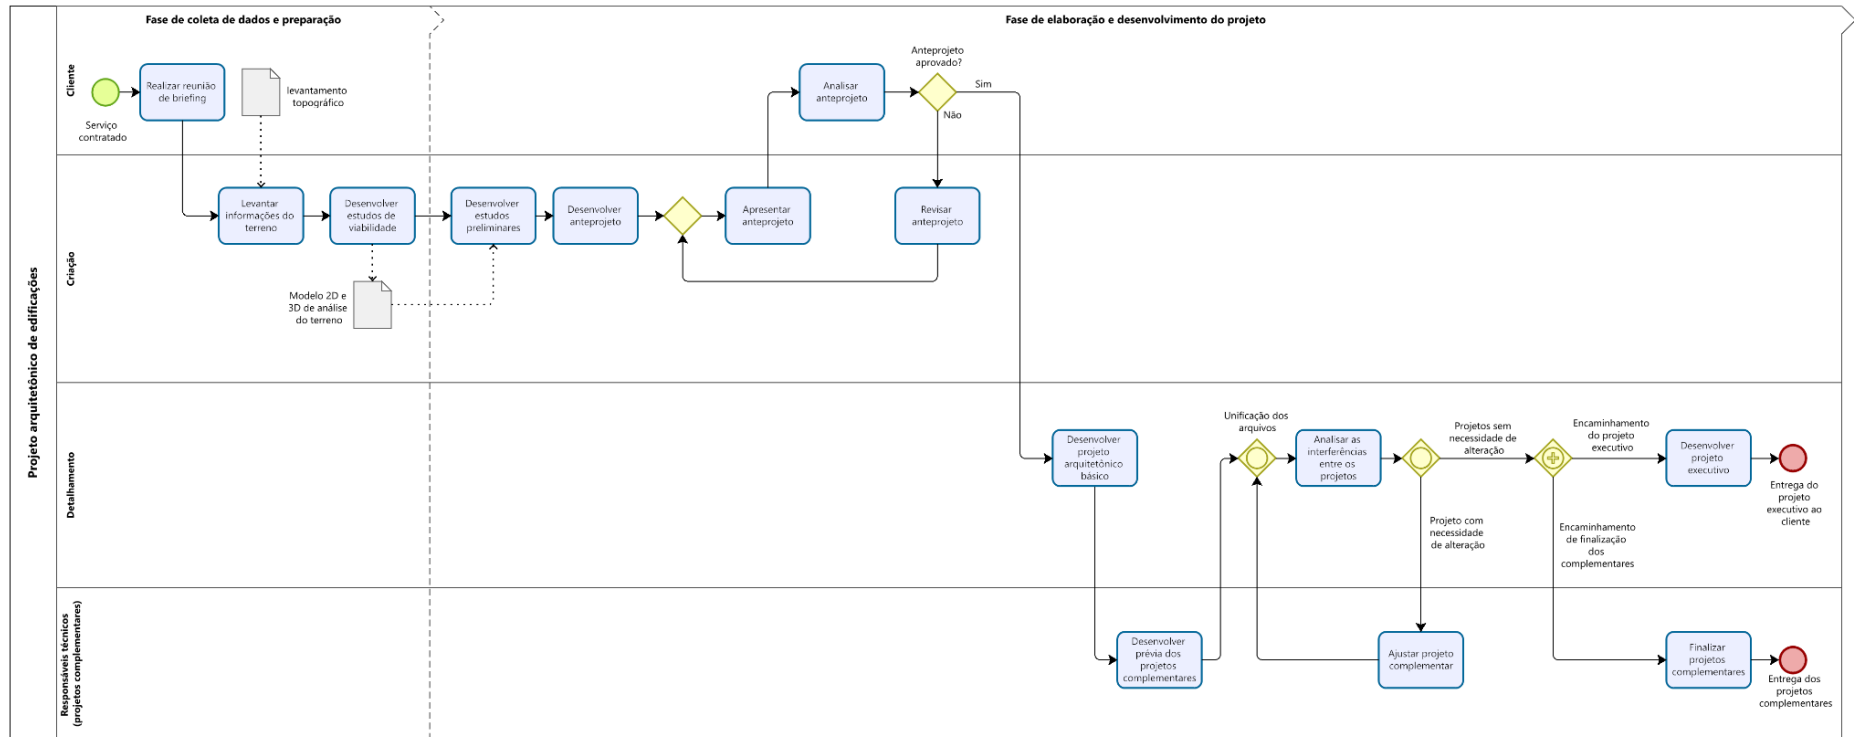 Fase de coleta de dados e preparação
Fase de elaboração e desenvolvimento do projeto
Projeto arquitetônico de edificações
Cliente
Serviço
contratado
Realizar reunião
de briefing
levantamento
topográfico
Analisar
anteprojeto
Anteprojeto
aprovado?
Sim
Não
Criação
Levantar
informações do
terreno
Desenvolver
estudos de
viabilidade
Modelo 2D e
3D de análise
do terreno
Desenvolver
estudos
preliminares
Desenvolver
anteprojeto
Apresentar
anteprojeto
Revisar
anteprojeto
Detalhamento
Desenvolver
projeto
arquitetônico
básico
Unificação dos
arquivos
Analisar as
interferências
entre os
projetos
Projetos sem
necessidade de
alteração
Projeto com
necessidade
de alteração
Encaminhamento
do projeto
executivo
Encaminhamento
de finalização
dos
complementares
Desenvolver
projeto
executivo
Entrega do
projeto
executivo ao
cliente
Responsáveis técnicos
(projetos complementares)
Desenvolver
prévia dos
projetos
complementares
Ajustar projeto
complementar
Finalizar
projetos
complementares
Entrega dos
projetos
complementares